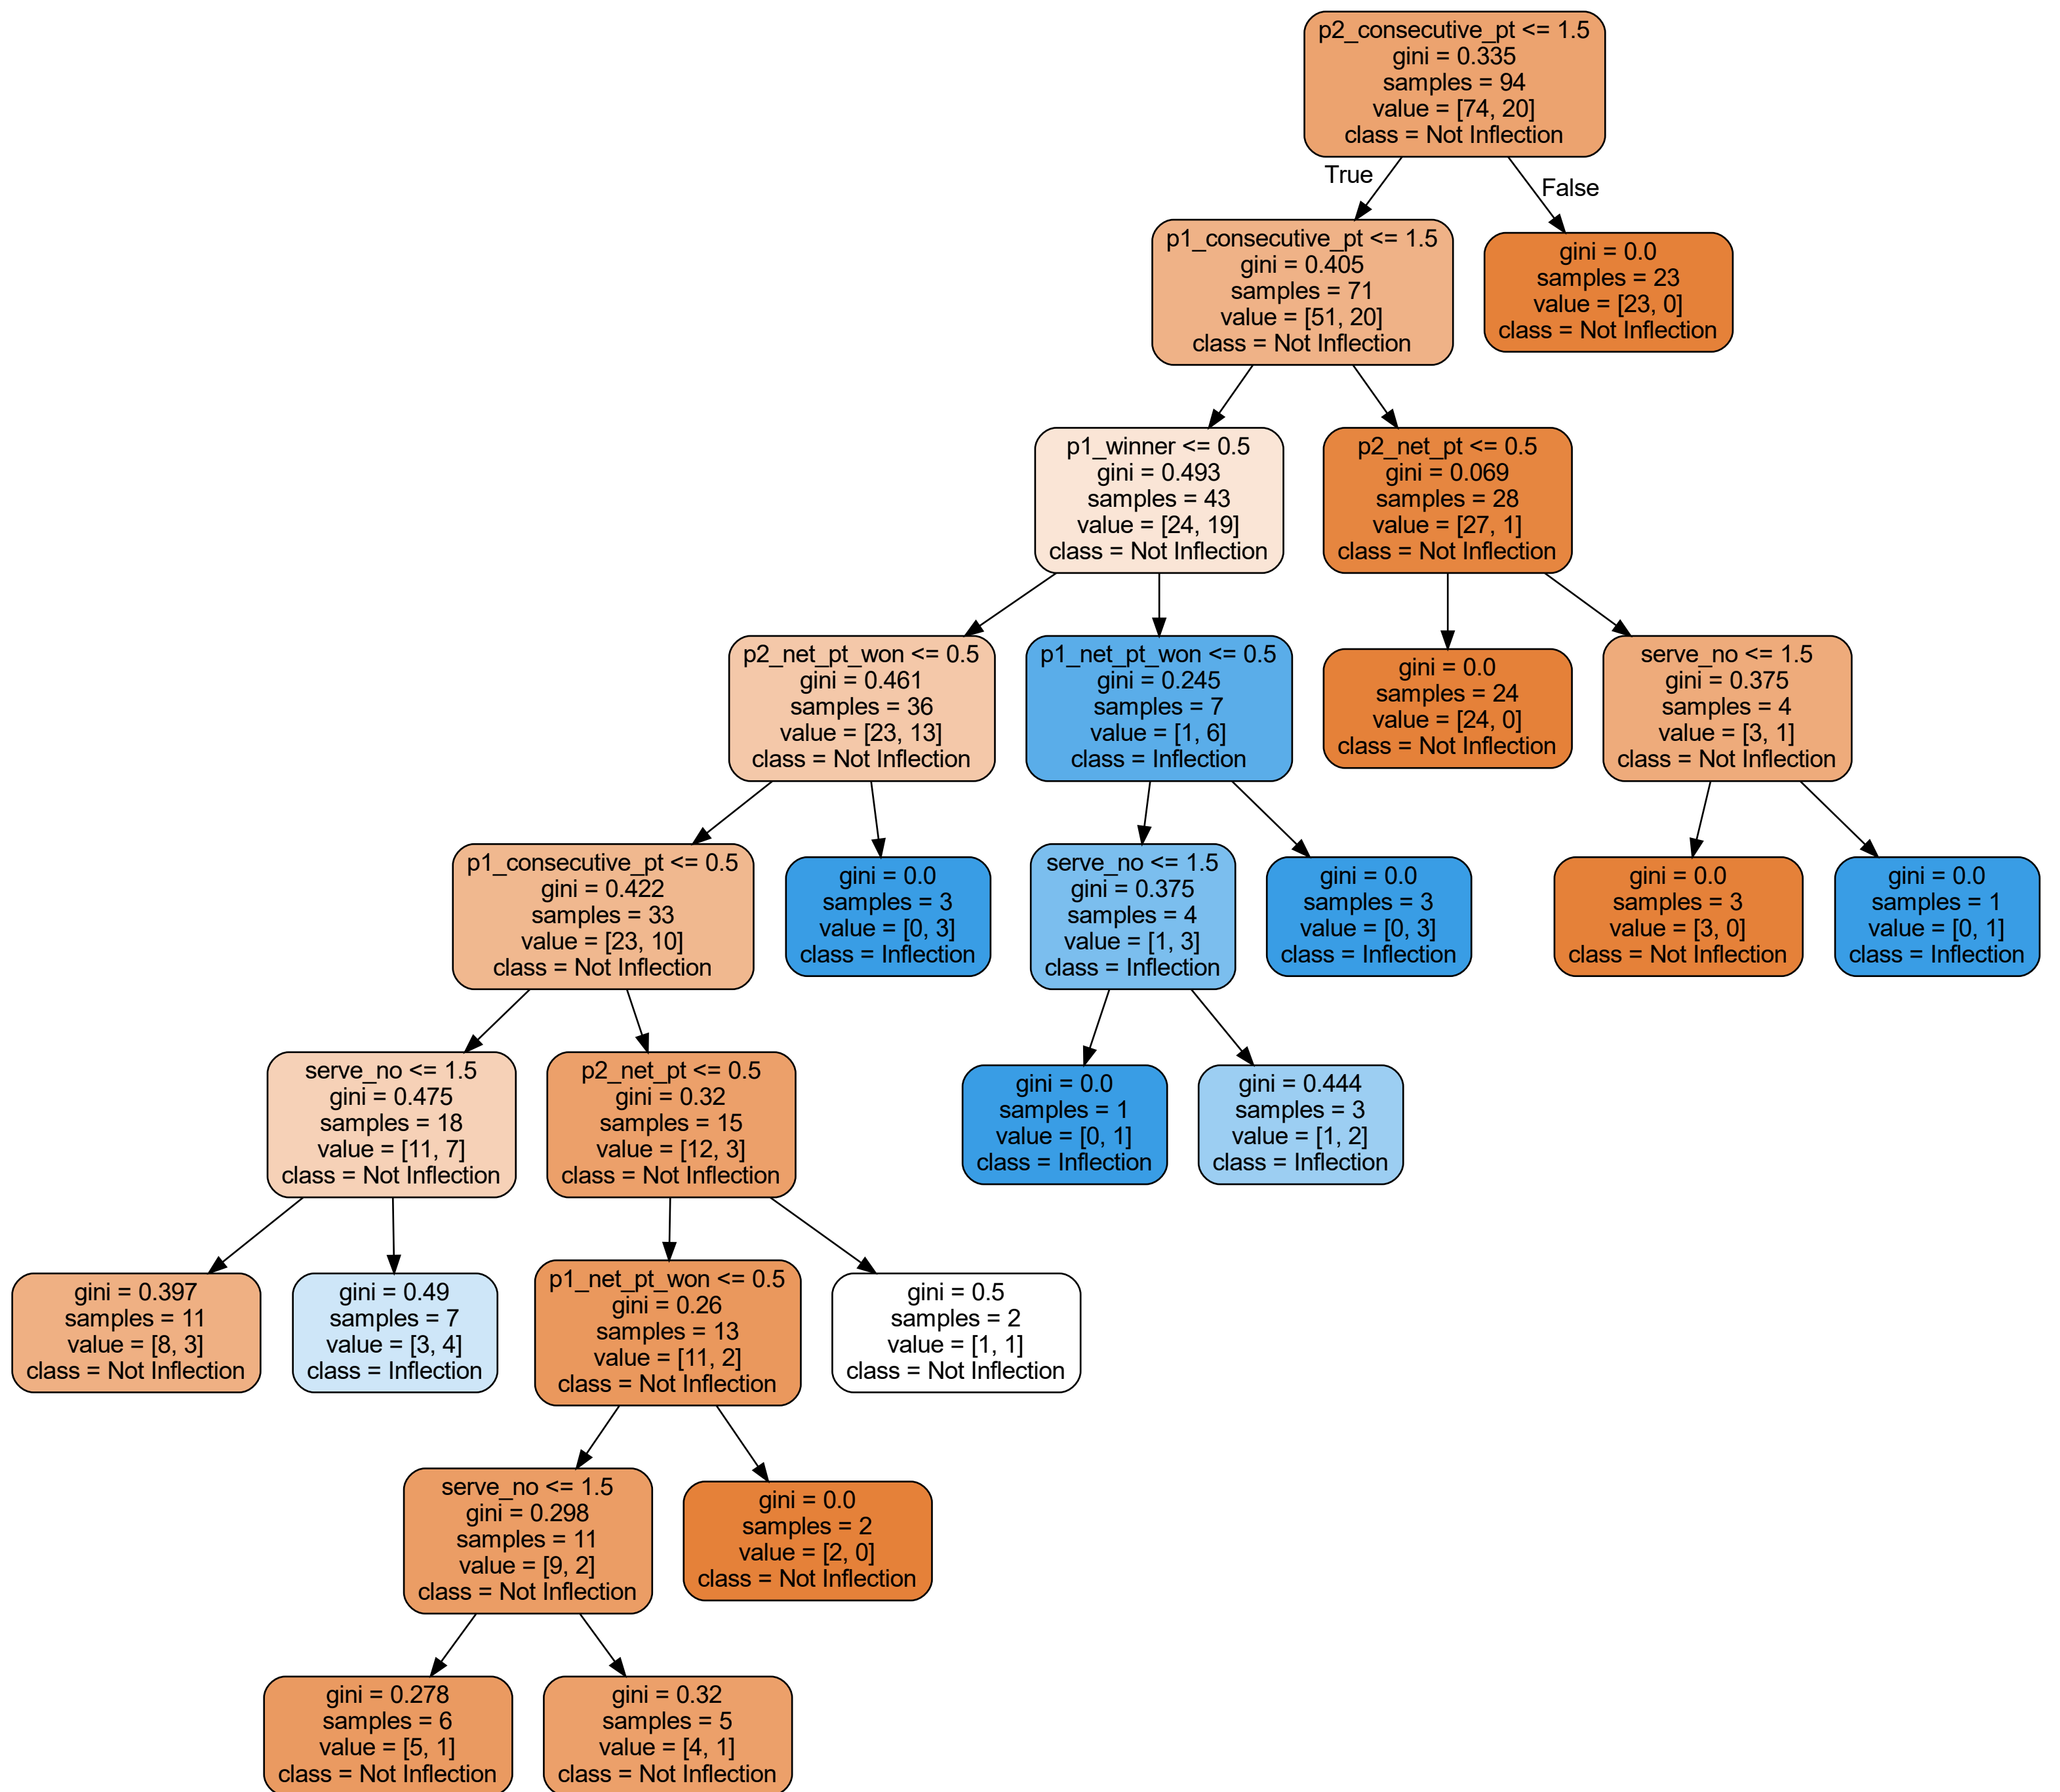 p2_consecutive_pt <= 1.5
gini = 0.335
samples = 94
value = [74, 20]
class = Not Inflection
True
False
p1_consecutive_pt <= 1.5
gini = 0.405
samples = 71
value = [51, 20]
class = Not Inflection
gini = 0.0
samples = 23
value = [23, 0]
class = Not Inflection
p1_winner <= 0.5
gini = 0.493
samples = 43
value = [24, 19]
class = Not Inflection
p2_net_pt <= 0.5
gini = 0.069
samples = 28
value = [27, 1]
class = Not Inflection
p2_net_pt_won <= 0.5
gini = 0.461
samples = 36
value = [23, 13]
class = Not Inflection
p1_net_pt_won <= 0.5
gini = 0.245
samples = 7
value = [1, 6]
class = Inflection
gini = 0.0
samples = 24
value = [24, 0]
class = Not Inflection
serve_no <= 1.5
gini = 0.375
samples = 4
value = [3, 1]
class = Not Inflection
p1_consecutive_pt <= 0.5
gini = 0.422
samples = 33
value = [23, 10]
class = Not Inflection
gini = 0.0
samples = 3
value = [0, 3]
class = Inflection
serve_no <= 1.5
gini = 0.375
samples = 4
value = [1, 3]
class = Inflection
gini = 0.0
samples = 3
value = [0, 3]
class = Inflection
gini = 0.0
samples = 3
value = [3, 0]
class = Not Inflection
gini = 0.0
samples = 1
value = [0, 1]
class = Inflection
serve_no <= 1.5
gini = 0.475
samples = 18
value = [11, 7]
class = Not Inflection
p2_net_pt <= 0.5
gini = 0.32
samples = 15
value = [12, 3]
class = Not Inflection
gini = 0.0
samples = 1
value = [0, 1]
class = Inflection
gini = 0.444
samples = 3
value = [1, 2]
class = Inflection
gini = 0.397
samples = 11
value = [8, 3]
class = Not Inflection
gini = 0.49
samples = 7
value = [3, 4]
class = Inflection
p1_net_pt_won <= 0.5
gini = 0.26
samples = 13
value = [11, 2]
class = Not Inflection
gini = 0.5
samples = 2
value = [1, 1]
class = Not Inflection
serve_no <= 1.5
gini = 0.298
samples = 11
value = [9, 2]
class = Not Inflection
gini = 0.0
samples = 2
value = [2, 0]
class = Not Inflection
gini = 0.278
samples = 6
value = [5, 1]
class = Not Inflection
gini = 0.32
samples = 5
value = [4, 1]
class = Not Inflection